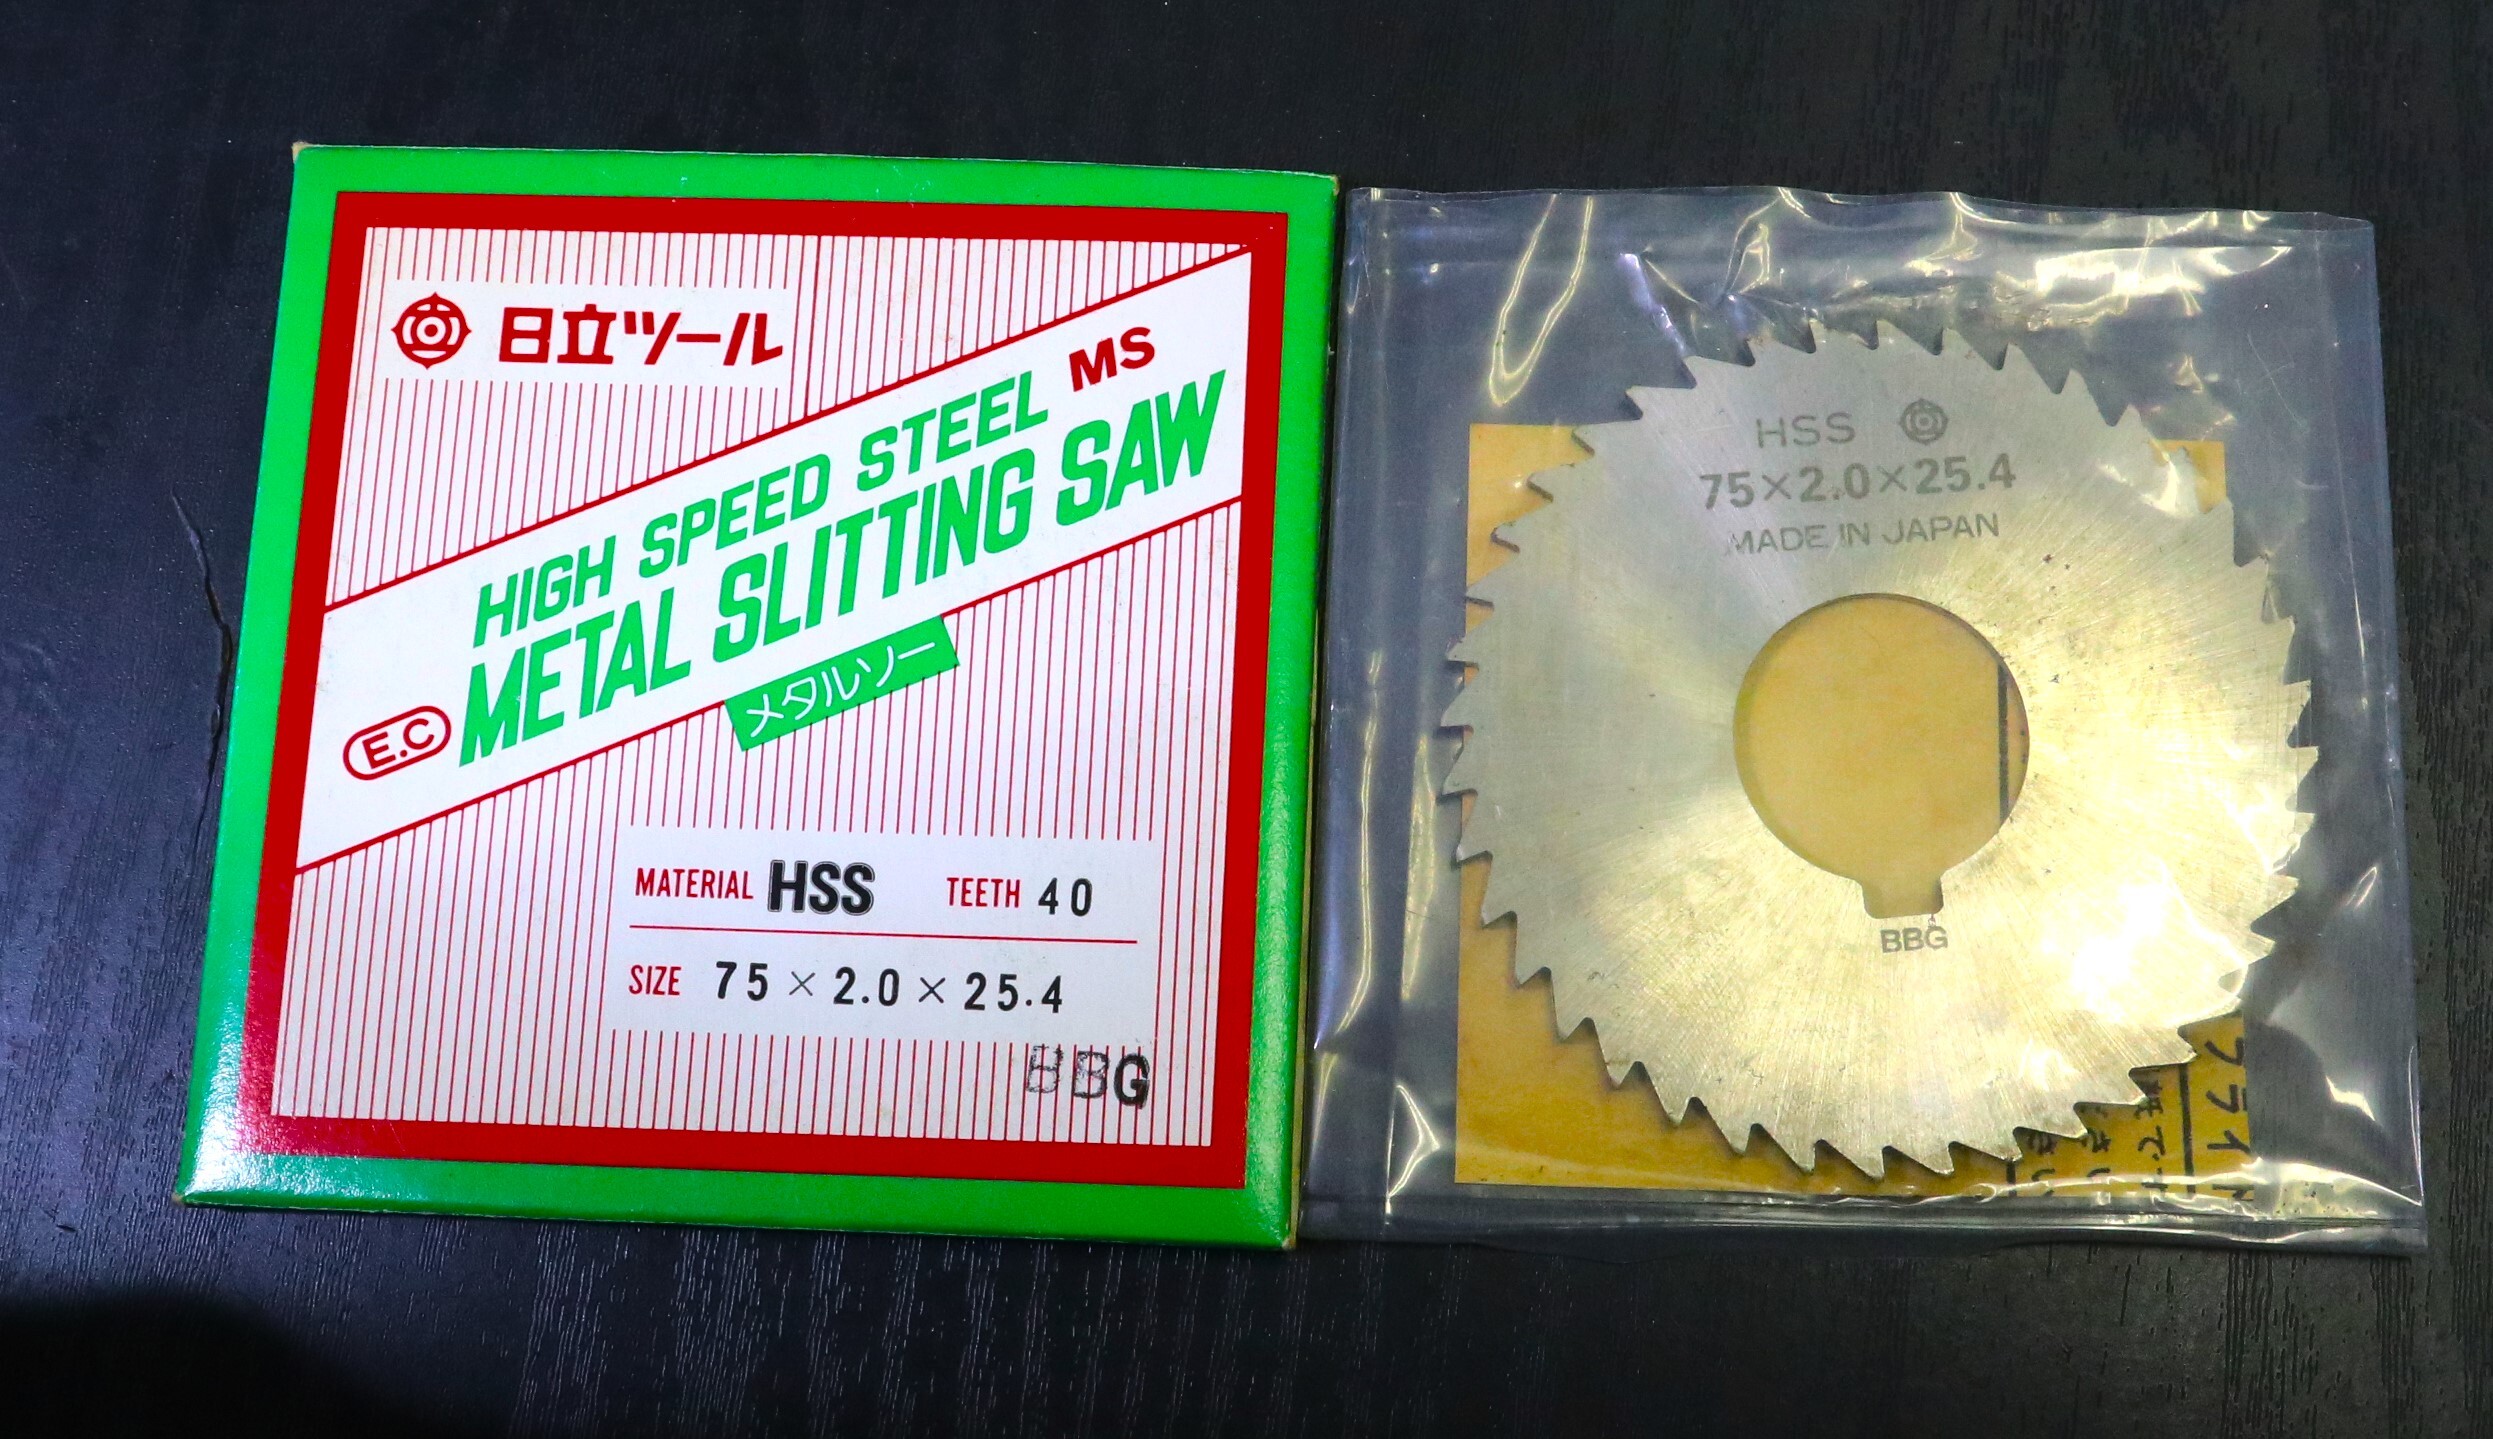 日立ツール
HIGH SPEED STEEL MS
E.C METAL SLITTING SAW
メタルソー
MATERIAL HSS TEETH 40
SIZE 75×2.0×25.4
BBG
HSS
75×2.0×25.4
MADE IN JAPAN
BBG